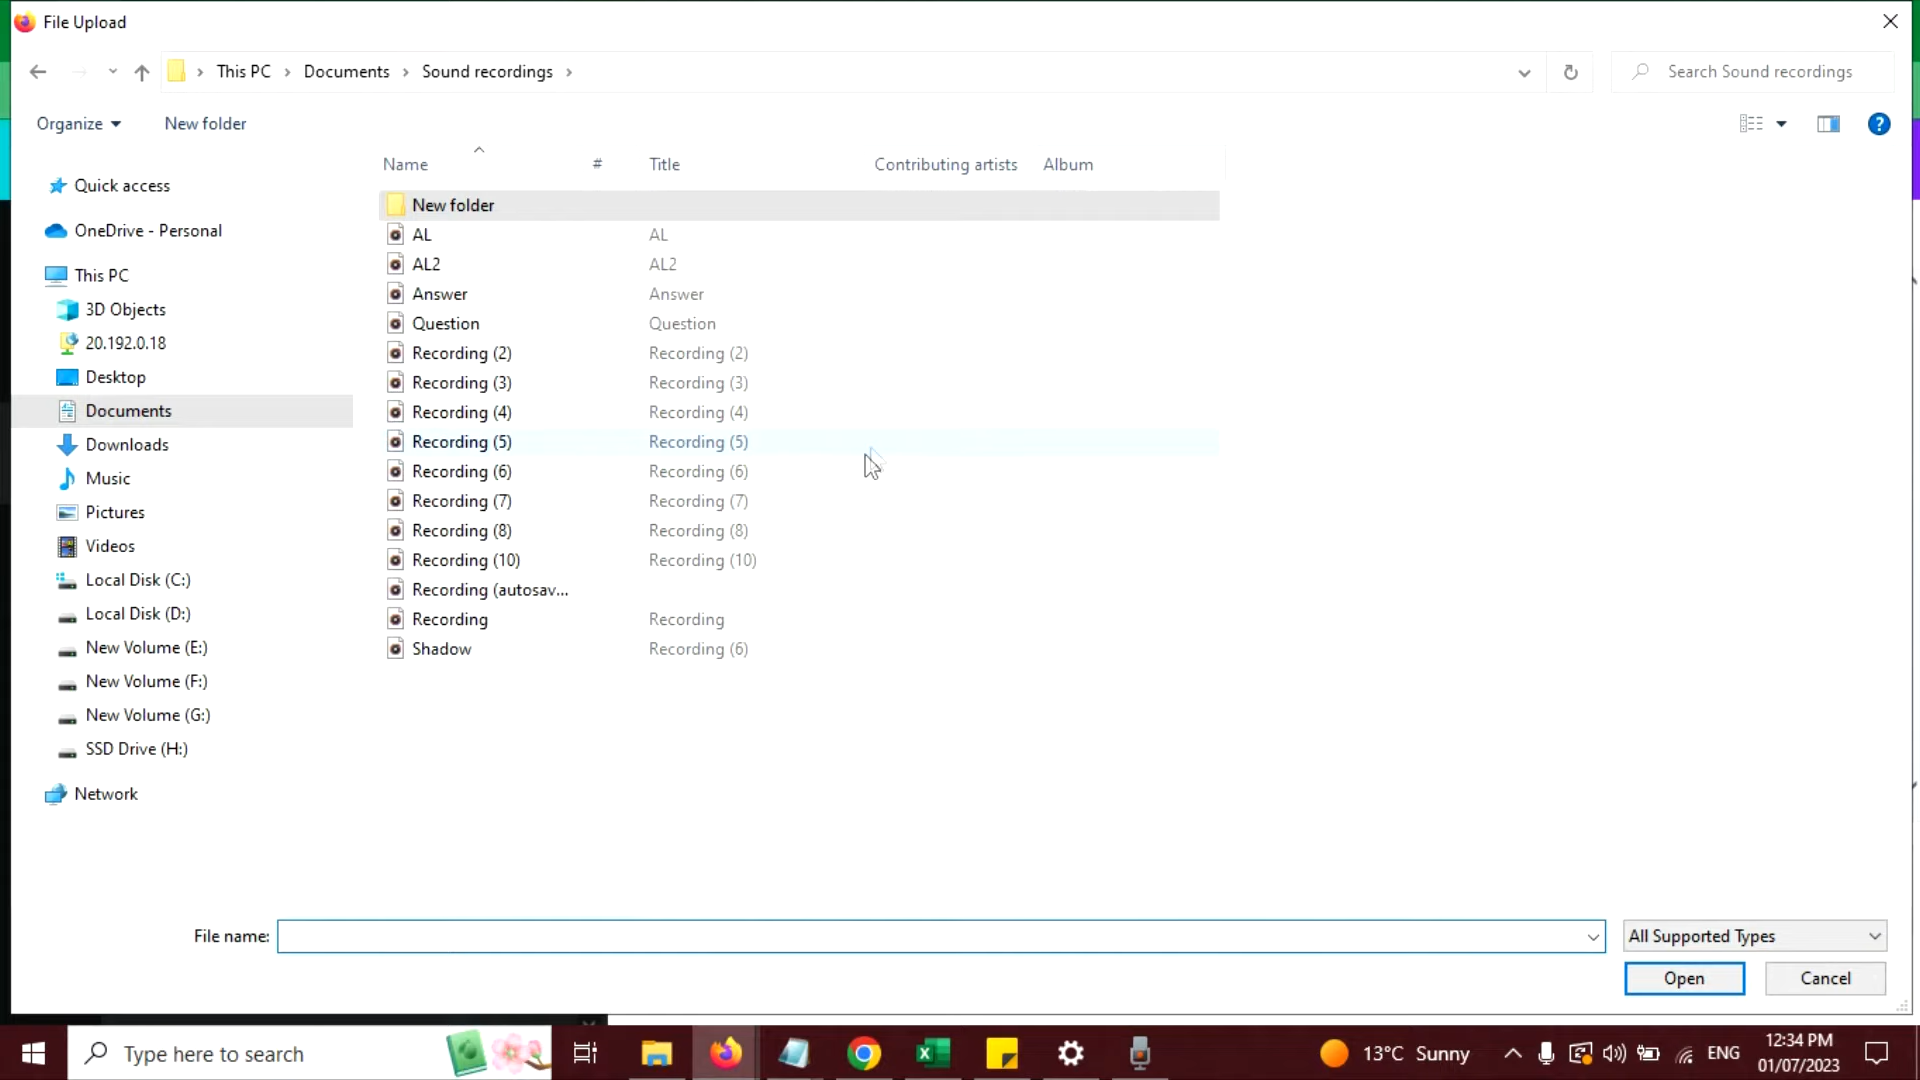 File Upload
This PC > Documents > Sound recordings >
Search Sound recordings
Organize
New folder
?
Name # Title Contributing artists Album
Quick access
OneDrive - Personal
This PC
3D Objects
20.192.0.18
Desktop
Documents
Downloads
Music
Pictures
Videos
Local Disk (C:)
Local Disk (D:)
New Volume (E:)
New Volume (F:)
New Volume (G:)
SSD Drive (H:)
Network
New folder
AL AL
AL2 AL2
Answer Answer
Question Question
Recording (2) Recording (2)
Recording (3) Recording (3)
Recording (4) Recording (4)
Recording (5) Recording (5)
Recording (6) Recording (6)
Recording (7) Recording (7)
Recording (8) Recording (8)
Recording (10) Recording (10)
Recording (autosav...
Recording Recording
Shadow Recording (6)
File name:
All Supported Types
Open Cancel
Type here to search
13°C Sunny
ENG
12:34 PM
01/07/2023